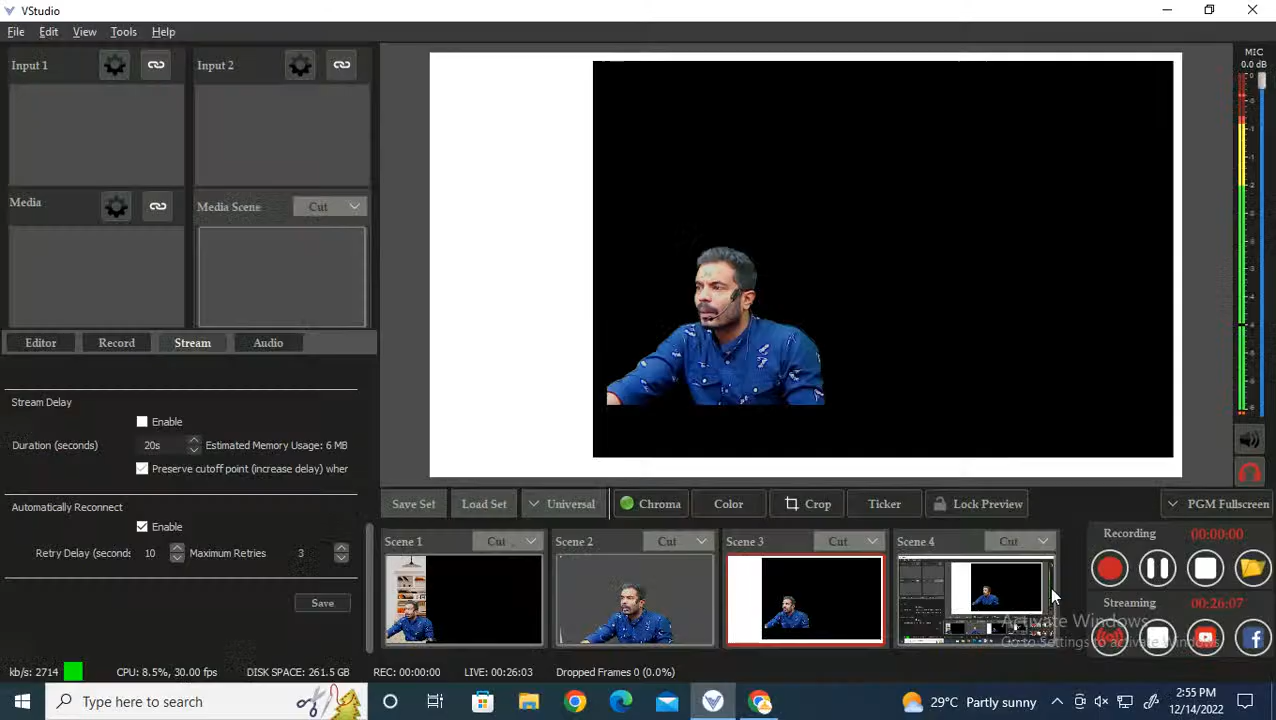 VStudio
File Edit View Tools Help
Input 1
Input 2
MIC
0.0 dB
Media
Media Scene
Cut
Editor
Record
Stream
Audio
Stream Delay
Enable
Duration (seconds)
20s
Estimated Memory Usage: 6 MB
Preserve cutoff point (increase delay) wher
Automatically Reconnect
Enable
Retry Delay (second:
10
Maximum Retries
3
Save
Save Set
Load Set
Universal
Chroma
Color
Crop
Ticker
Lock Preview
PGM Fullscreen
Scene 1
Cut
Scene 2
Cut
Scene 3
Cut
Scene 4
Cut
Recording
00:00:00
Streaming
00:26:07
Activate Windows
Go to Settings to activate Windows.
kb/s: 2714
CPU: 8.5%, 30.00 fps
DISK SPACE: 261.5 GB
REC: 00:00:00
LIVE: 00:26:03
Dropped Frames 0 (0.0%)
Type here to search
29°C Partly sunny
2:55 PM
12/14/2022